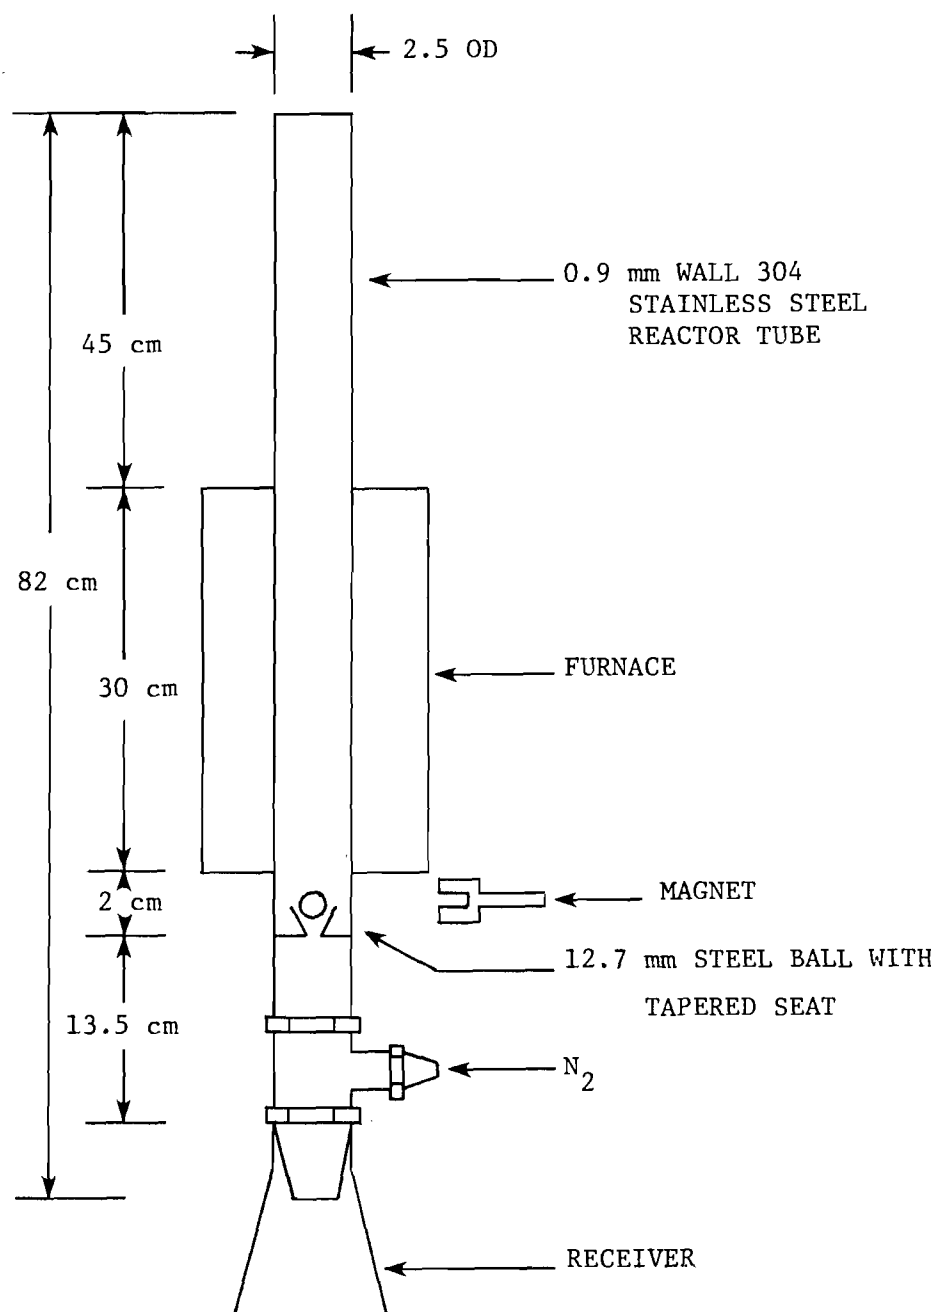 2.5 OD
0.9 mm WALL 304
STAINLESS STEEL
REACTOR TUBE
45 cm
82 cm
FURNACE
30 cm
MAGNET
2 cm
12.7 mm STEEL BALL WITH
TAPERED SEAT
13.5 cm
N2
RECEIVER